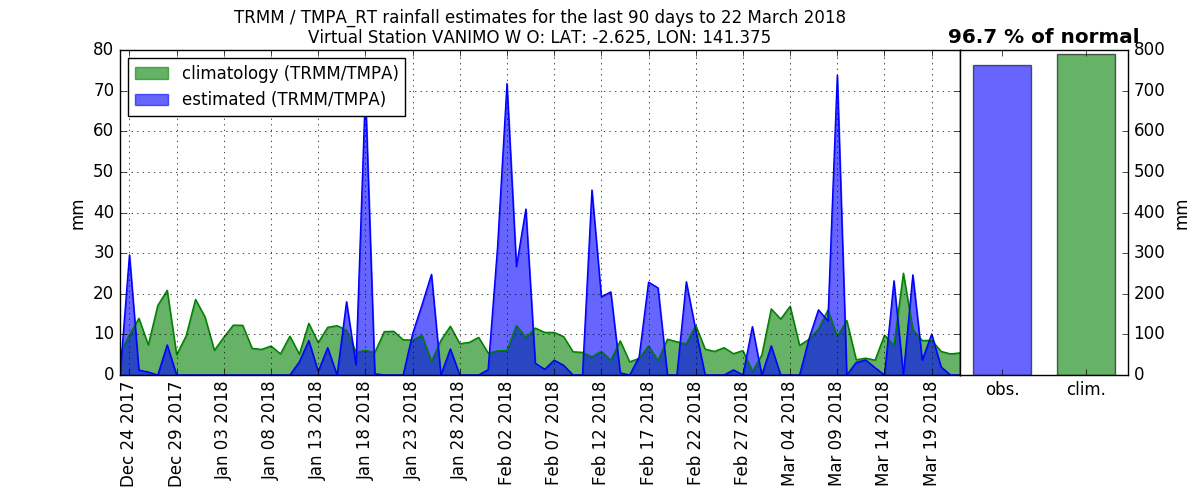 TRMM / TMPA_RT rainfall estimates for the last 90 days to 22 March 2018
Virtual Station VANIMO W O: LAT: -2.625, LON: 141.375
96.7 % of normal
climatology (TRMM/TMPA)
estimated (TRMM/TMPA)
mm
80
70
60
50
40
30
20
10
0
Dec 24 2017
Dec 29 2017
Jan 03 2018
Jan 08 2018
Jan 13 2018
Jan 18 2018
Jan 23 2018
Jan 28 2018
Feb 02 2018
Feb 07 2018
Feb 12 2018
Feb 17 2018
Feb 22 2018
Feb 27 2018
Mar 04 2018
Mar 09 2018
Mar 14 2018
Mar 19 2018
obs.
clim.
800
700
600
500
400
300
200
100
0
mm